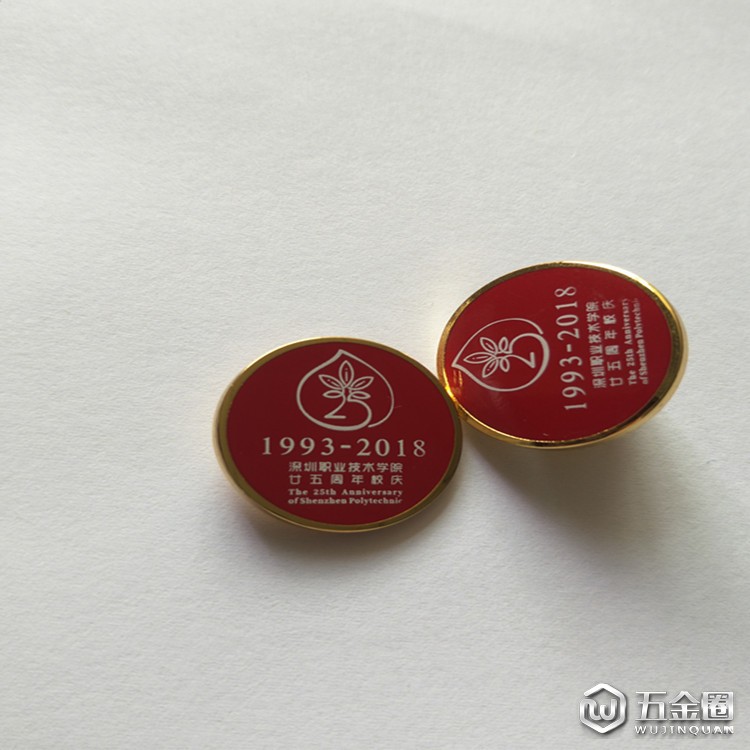 25
1993-2018
深圳职业技术学院
廿五周年校庆
The 25th Anniversary
of Shenzhen Polytechnic
25
1993-2018
深圳职业技术学院
廿五周年校庆
The 25th Anniversary
of Shenzhen Polytechnic
五金圈
WUJINQUAN